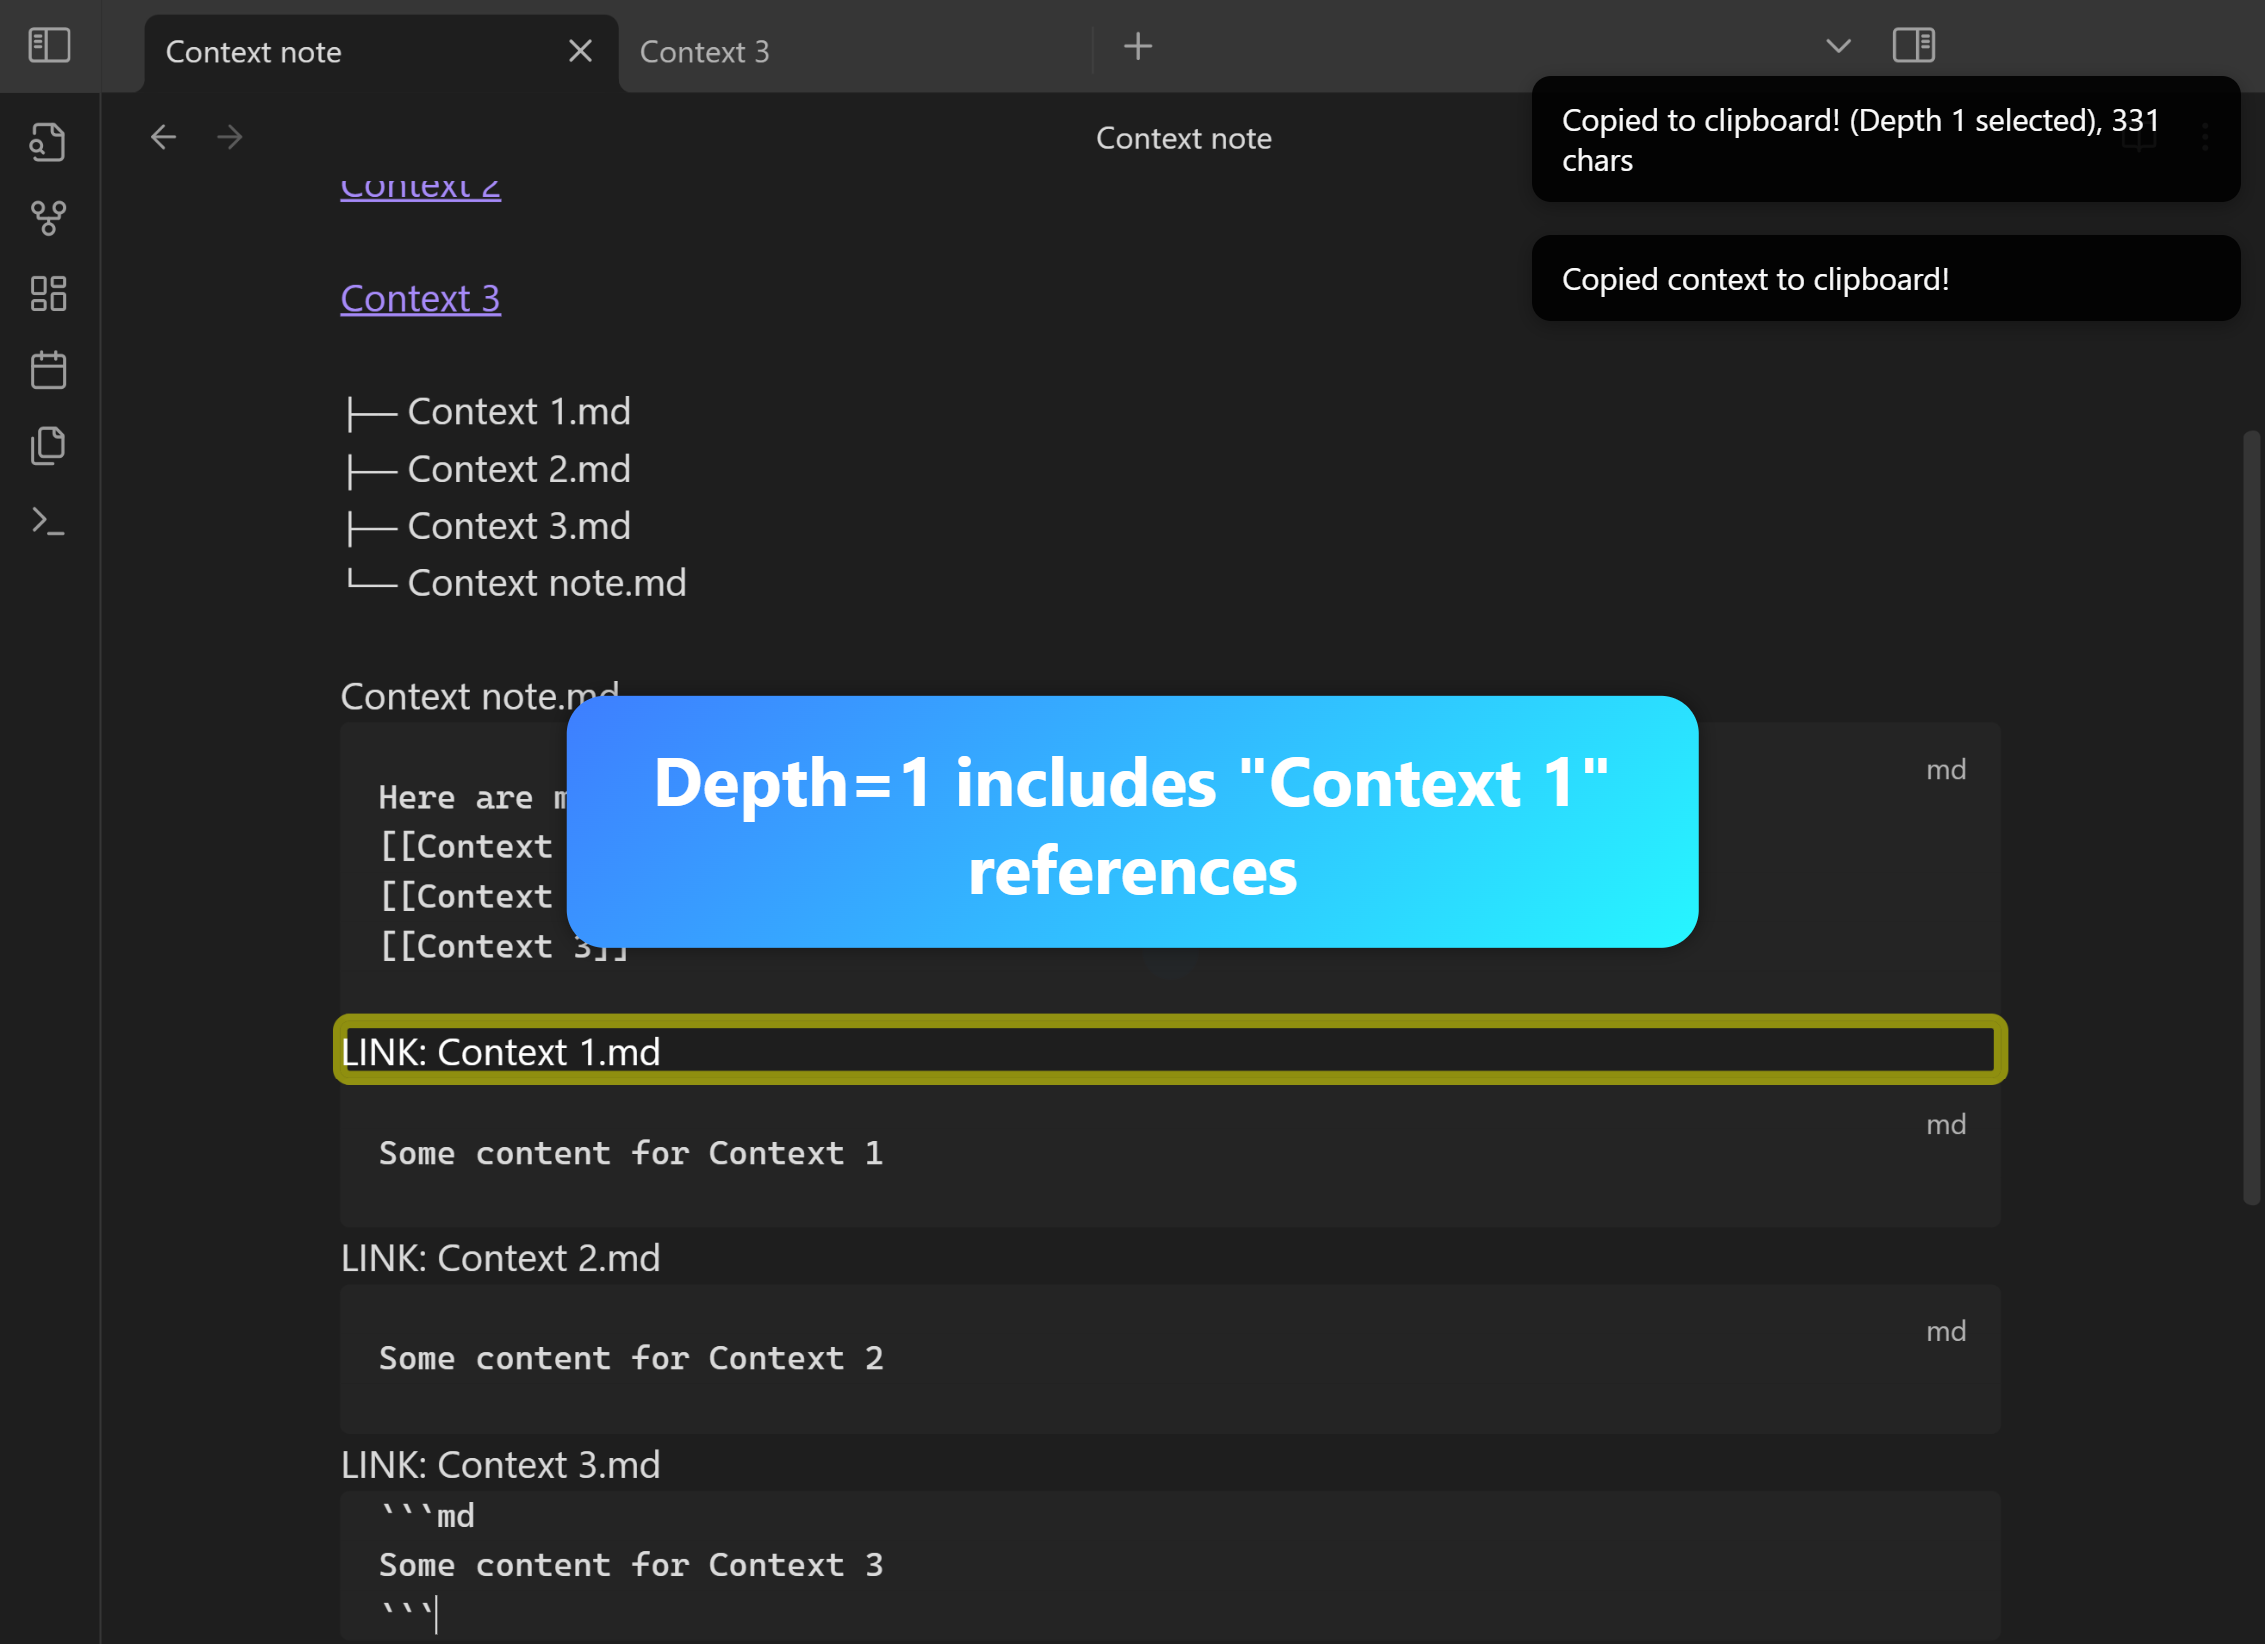 Context note
Context 3
Context note
Copied to clipboard! (Depth 1 selected), 331
chars
Copied context to clipboard!
Context 2
Context 3
├── Context 1.md
├── Context 2.md
├── Context 3.md
└── Context note.md
Context note.md
md
Here are
[[Context
[[Context
[[Context 3]]
Depth=1 includes "Context 1"
references
LINK: Context 1.md
md
Some content for Context 1
LINK: Context 2.md
md
Some content for Context 2
LINK: Context 3.md
```md
Some content for Context 3
```